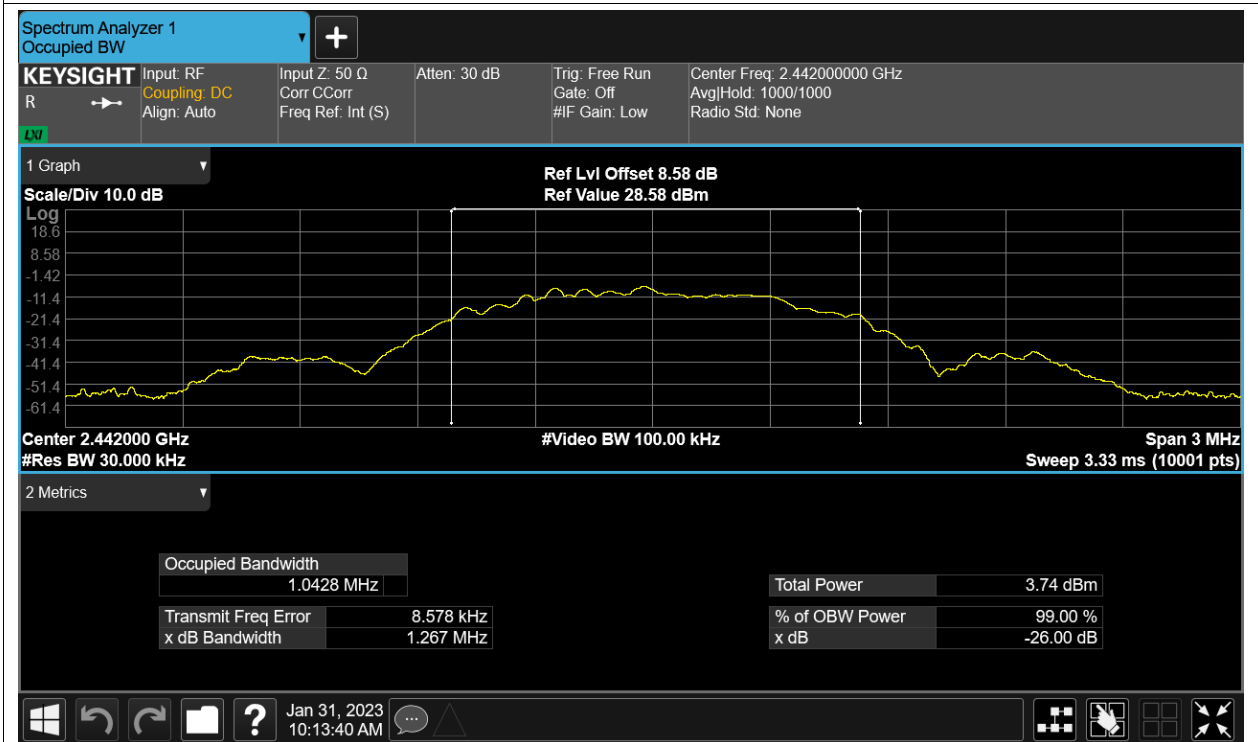 Spectrum Analyzer 1
Occupied BW
KEYSIGHT
R
LXI
Input: RF
Coupling: DC
Align: Auto
Input Z: 50 Ω
Corr CCorr
Freq Ref: Int (S)
Atten: 30 dB
Trig: Free Run
Gate: Off
#IF Gain: Low
Center Freq: 2.442000000 GHz
Avg|Hold: 1000/1000
Radio Std: None
1 Graph
Scale/Div 10.0 dB
Ref Lvl Offset 8.58 dB
Ref Value 28.58 dBm
Log
18.6
8.58
-1.42
-11.4
-21.4
-31.4
-41.4
-51.4
-61.4
Center 2.442000 GHz
#Res BW 30.000 kHz
#Video BW 100.00 kHz
Span 3 MHz
Sweep 3.33 ms (10001 pts)
2 Metrics
Occupied Bandwidth
1.0428 MHz
Transmit Freq Error 8.578 kHz
x dB Bandwidth 1.267 MHz
Total Power 3.74 dBm
% of OBW Power 99.00 %
x dB -26.00 dB
?
Jan 31, 2023
10:13:40 AM